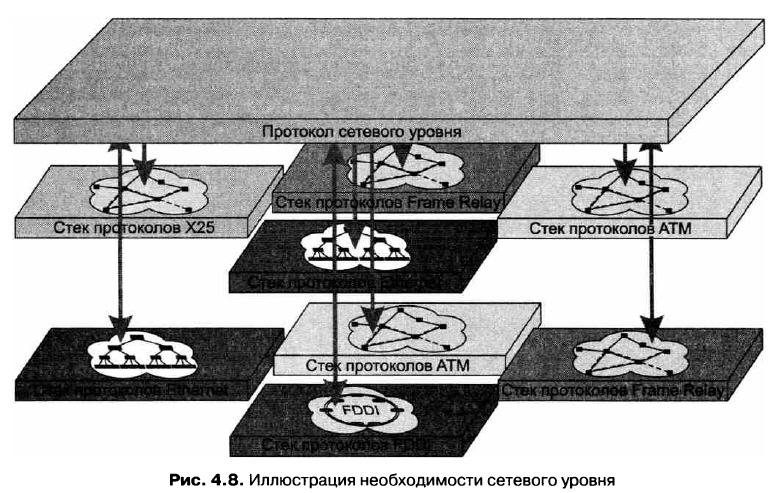 Протокол сетевого уровня
Стек протоколов Frame Relay
Стек протоколов X25
Стек протоколов ATM
Стек протоколов Ethernet
Стек протоколов ATM
Стек протоколов Ethernet
Стек протоколов Frame Relay
FDDI
Стек протоколов FDDI
Рис. 4.8. Иллюстрация необходимости сетевого уровня